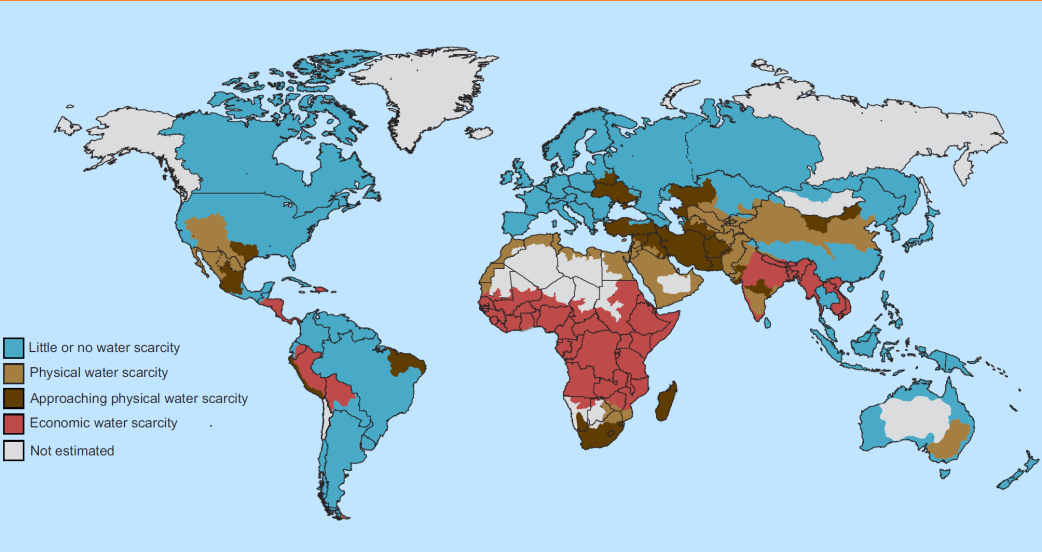 Little or no water scarcity
Physical water scarcity
Approaching physical water scarcity
Economic water scarcity
Not estimated